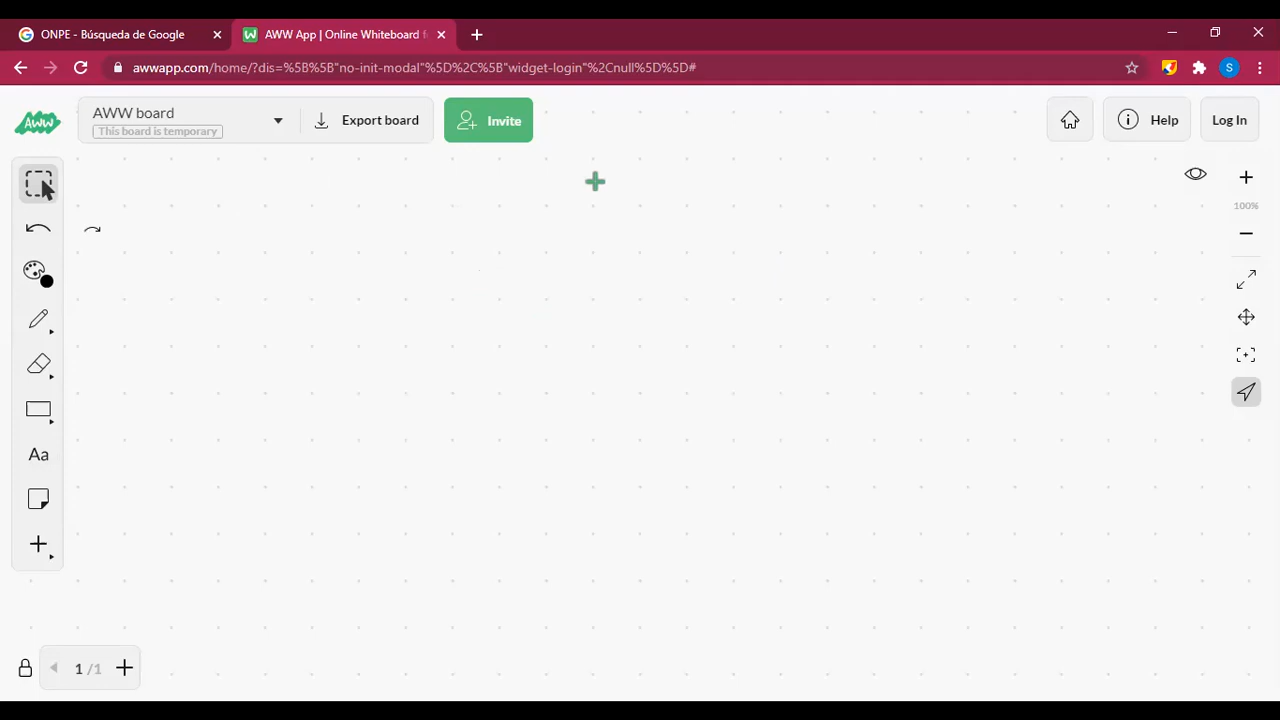 ONPE - Búsqueda de Google
AWW App | Online Whiteboard f
awwapp.com/home/?dis=%5B%5B"no-init-modal"%5D%2C%5B"widget-login"%2Cnull%5D%5D#
S
AWW
AWW board
This board is temporary
Export board
Invite
Help
Log In
100%
Aa
1 /1